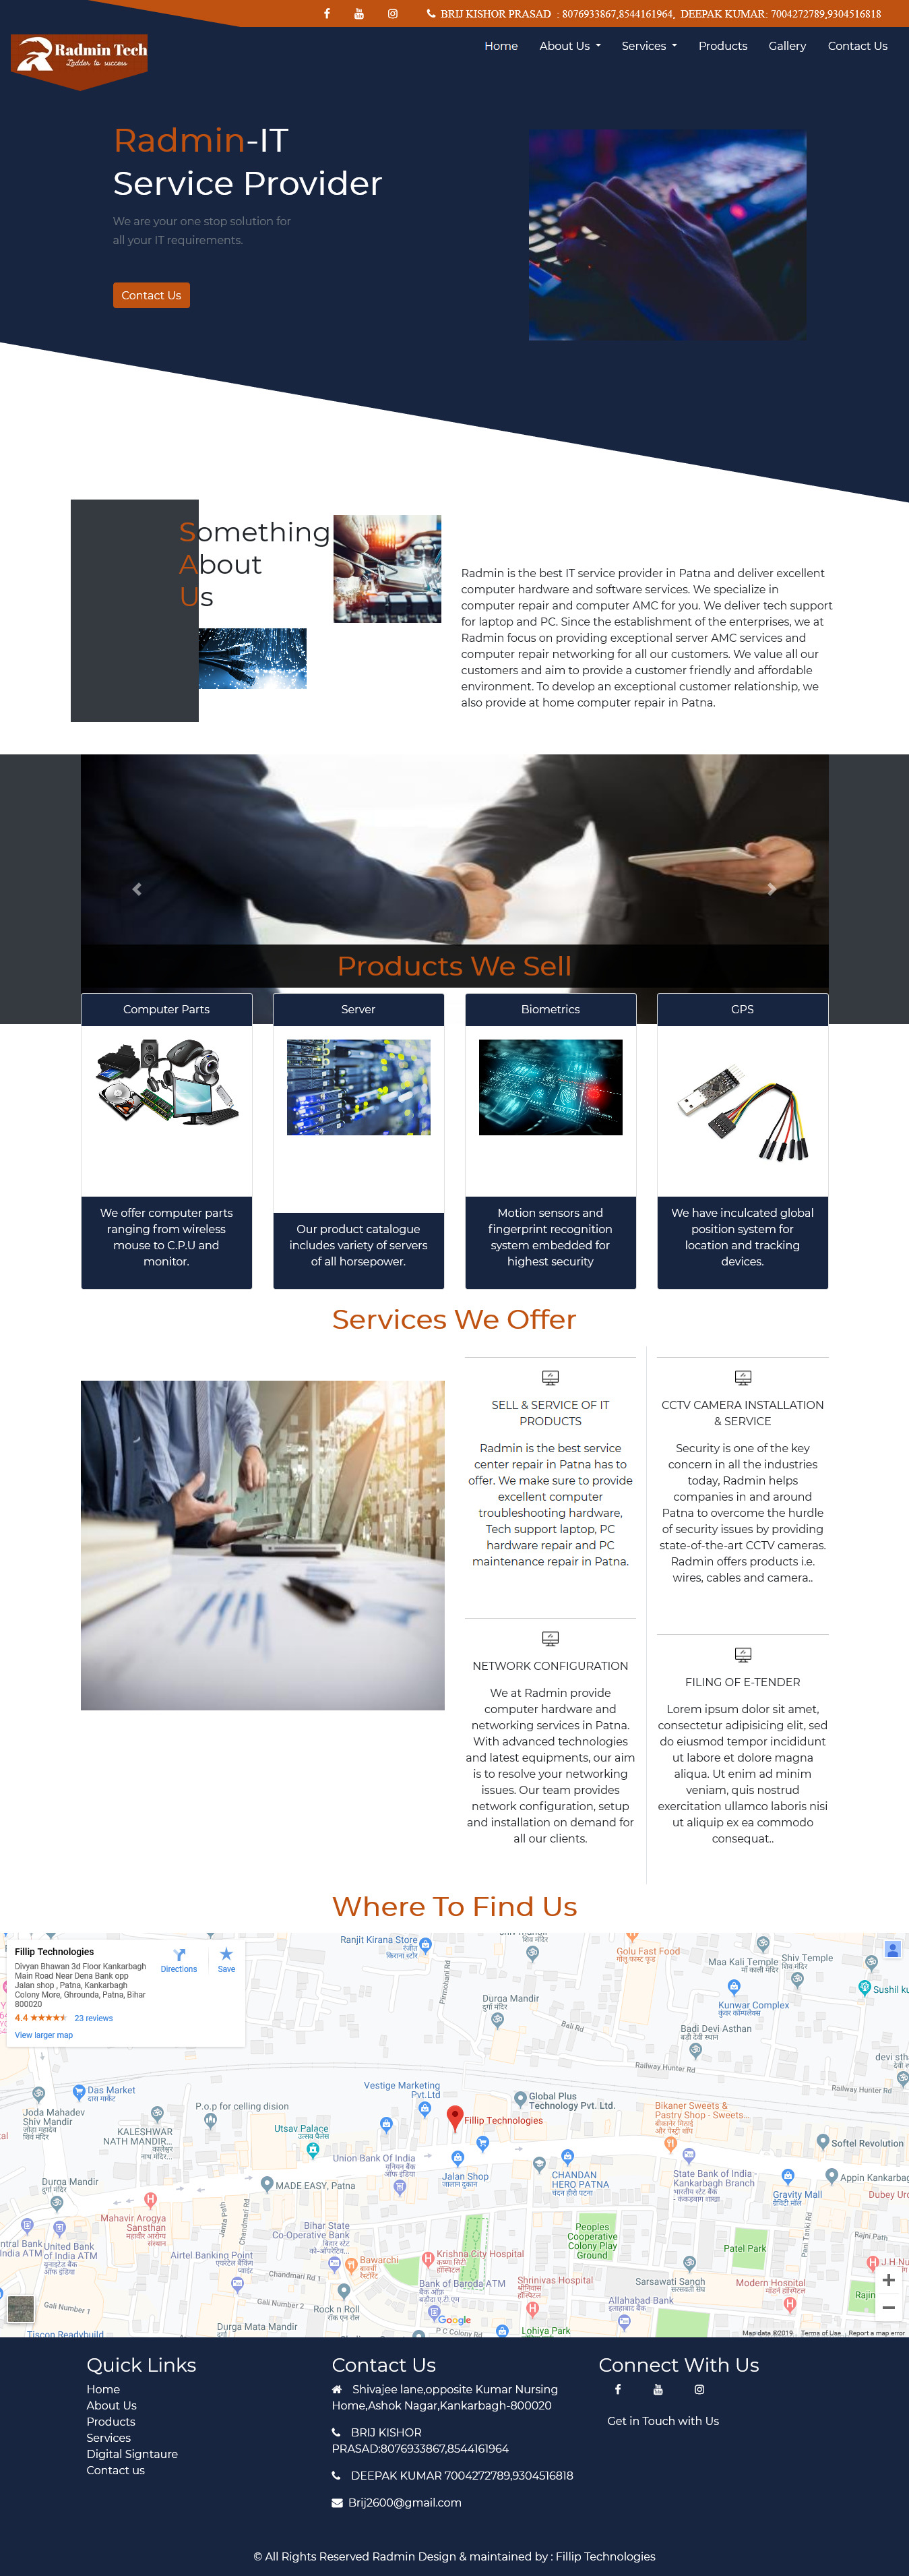 BRIJ KISHOR PRASAD : 8076933867,8544161964, DEEPAK KUMAR: 7004272789,9304516818
Radmin Tech
Ladder to success
Home
About Us
Services
Products
Gallery
Contact Us
Radmin-IT
Service Provider
We are your one stop solution for
all your IT requirements.
Contact Us
Something
About
Us
Radmin is the best IT service provider in Patna and deliver excellent
computer hardware and software services. We specialize in
computer repair and computer AMC for you. We deliver tech support
for laptop and PC. Since the establishment of the enterprises, we at
Radmin focus on providing exceptional server AMC services and
computer repair networking for all our customers. We value all our
customers and aim to provide a customer friendly and affordable
environment. To develop an exceptional customer relationship, we
also provide at home computer repair in Patna.
Products We Sell
Computer Parts
We offer computer parts
ranging from wireless
mouse to C.P.U and
monitor.
Server
Our product catalogue
includes variety of servers
of all horsepower.
Biometrics
Motion sensors and
fingerprint recognition
system embedded for
highest security
GPS
We have inculcated global
position system for
location and tracking
devices.
Services We Offer
SELL & SERVICE OF IT
PRODUCTS
Radmin is the best service
center repair in Patna has to
offer. We make sure to provide
excellent computer
troubleshooting hardware,
Tech support laptop, PC
hardware repair and PC
maintenance repair in Patna.
CCTV CAMERA INSTALLATION
& SERVICE
Security is one of the key
concern in all the industries
today, Radmin helps
companies in and around
Patna to overcome the hurdle
of security issues by providing
state-of-the-art CCTV cameras.
Radmin offers products i.e.
wires, cables and camera..
NETWORK CONFIGURATION
We at Radmin provide
computer hardware and
networking services in Patna.
With advanced technologies
and latest equipments, our aim
is to resolve your networking
issues. Our team provides
network configuration, setup
and installation on demand for
all our clients.
FILING OF E-TENDER
Lorem ipsum dolor sit amet,
consectetur adipisicing elit, sed
do eiusmod tempor incididunt
ut labore et dolore magna
aliqua. Ut enim ad minim
veniam, quis nostrud
exercitation ullamco laboris nisi
ut aliquip ex ea commodo
consequat..
Where To Find Us
Fillip Technologies
Divyan Bhawan 3d Floor Kankarbagh
Main Road Near Dena Bank opp
Jalan shop , Patna, Kankarbagh
Colony More, Ghrounda, Patna, Bihar
800020
4.4
23 reviews
View larger map
Directions
Save
Ranjit Kirana Store
Golu Fast Food
Maa Kali Mandir
Shiv Temple
Durga Mandir
दुर्गा मंदिर
Pirmohani Rd
Bali Rd
Kunwar Complex
Badi Devi Asthan
बड़ी देवी स्थान
Railway Hunter Rd
Railway Hunter Rd
Das Market
Vestige Marketing
Pvt.Ltd
Joda Mahadev
Shiv Mandir
P.o.p for celling dision
Global Plus
Technology Pvt. Ltd.
Fillip Technologies
Bikaner Sweets &
Pastry Shop - Sweets...
KALESHWAR
NATH MANDIR...
Utsav Palace
Softel Revolution
Union Bank Of India
Jalan Shop
CHANDAN
HERO PATNA
State Bank of India -
Kankarbagh Branch
Durga Mandir
MADE EASY, Patna
Gravity Mall
Mahavir Arogya
Sansthan
Janta Path
Chandmari Rd
Bihar State
Co-Operative Bank
Peoples
Cooperative
Colony Play
Ground
Pani Tanki Rd
United Bank
of India ATM
Airtel Banking Point
Bawarchi
Krishna City Hospital
Patel Park
Rajni Path
Chandmari Rd 1
Bank of Baroda ATM
Shrinivas Hospital
Sarsawati Sangh
Modern Hospital
Gali Number 1
Gali Number 2
Rock n Roll
Google
Allahabad Bank
Durga Mata Mandir
P C Colony Rd
Lohiya Park
Map data ©2019
Terms of Use
Report a map error
Quick Links
Home
About Us
Products
Services
Digital Signtaure
Contact us
Contact Us
Shivajee lane,opposite Kumar Nursing
Home,Ashok Nagar,Kankarbagh-800020
BRIJ KISHOR
PRASAD:8076933867,8544161964
DEEPAK KUMAR 7004272789,9304516818
Brij2600@gmail.com
Connect With Us
Get in Touch with Us
© All Rights Reserved Radmin Design & maintained by : Fillip Technologies